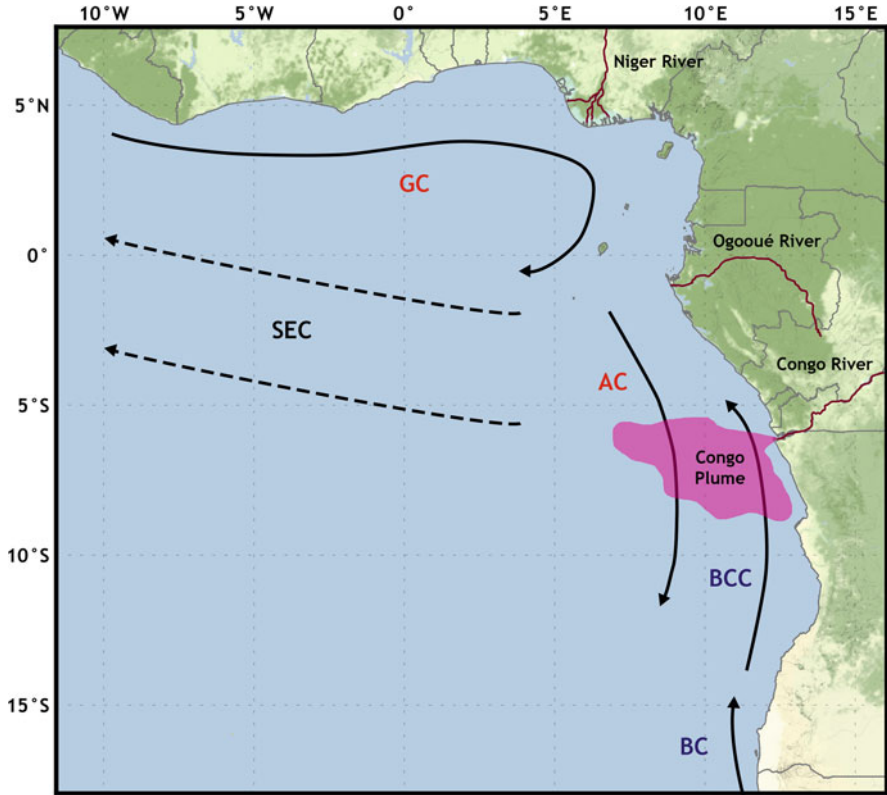 10°W 5°W 0° 5°E 10°E 15°E
Niger River
5°N
GC
Ogooué River
0°
SEC
Congo River
AC
5°S
Congo
Plume
10°S
BCC
15°S
BC